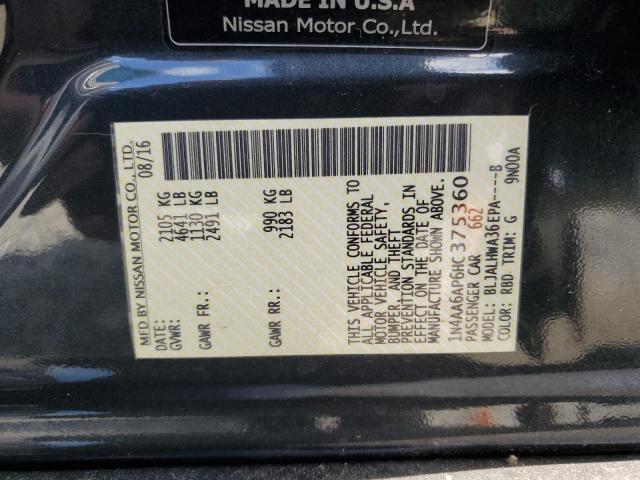 MADE IN U.S.A
Nissan Motor Co.,Ltd.
MFD BY NISSAN MOTOR CO., LTD.
DATE: 08/16
GVWR: 2105 KG
4641 LB
GAWR FR: 1130 KG
2491 LB
GAWR RR: 990 KG
2183 LB
THIS VEHICLE CONFORMS TO
ALL APPLICABLE FEDERAL
MOTOR VEHICLE SAFETY,
BUMPER, AND THEFT
PREVENTION STANDARDS IN
EFFECT ON THE DATE OF
MANUFACTURE SHOWN ABOVE.
1N4AA6AP6HC375360
PASSENGER CAR 662
MODEL: BLJALHWA36EPA----B
COLOR: RBD TRIM: G 9N00A